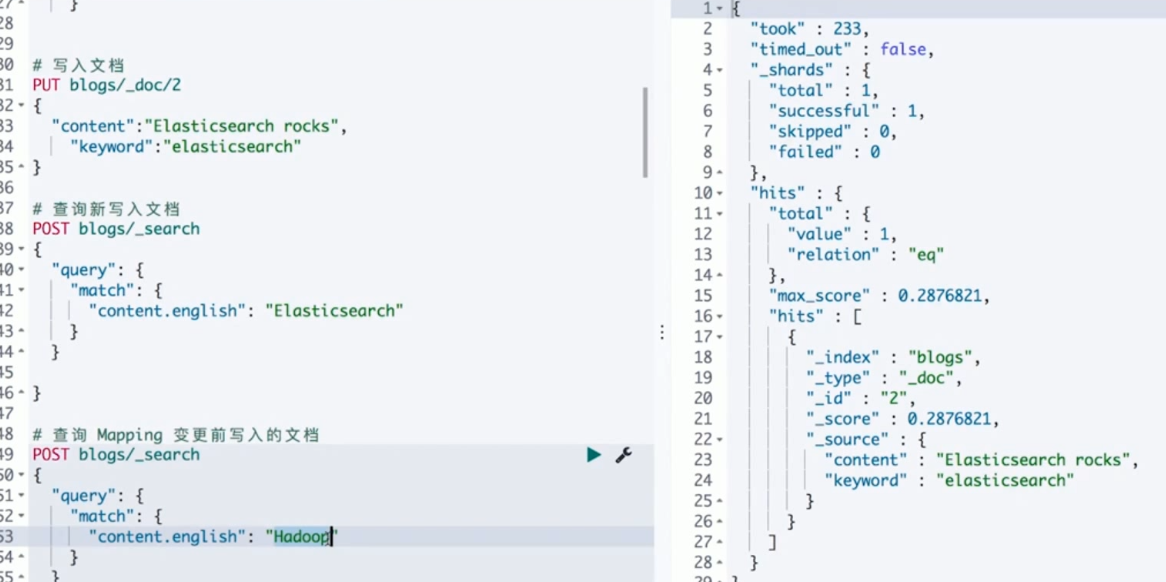 27 }
28
29
30 # 写入文档
31 PUT blogs/_doc/2
32 {
33 "content":"Elasticsearch rocks",
34 "keyword":"elasticsearch"
35 }
36
37 # 查询新写入文档
38 POST blogs/_search
39 {
40 "query": {
41 "match": {
42 "content.english": "Elasticsearch"
43 }
44 }
45
46 }
47
48 # 查询 Mapping 变更前写入的文档
49 POST blogs/_search
50 {
51 "query": {
52 "match": {
53 "content.english": "Hadoop"
54 }
55 }
1 {
2 "took" : 233,
3 "timed_out" : false,
4 "_shards" : {
5 "total" : 1,
6 "successful" : 1,
7 "skipped" : 0,
8 "failed" : 0
9 },
10 "hits" : {
11 "total" : {
12 "value" : 1,
13 "relation" : "eq"
14 },
15 "max_score" : 0.2876821,
16 "hits" : [
17 {
18 "_index" : "blogs",
19 "_type" : "_doc",
20 "_id" : "2",
21 "_score" : 0.2876821,
22 "_source" : {
23 "content" : "Elasticsearch rocks",
24 "keyword" : "elasticsearch"
25 }
26 }
27 ]
28 }
29 }